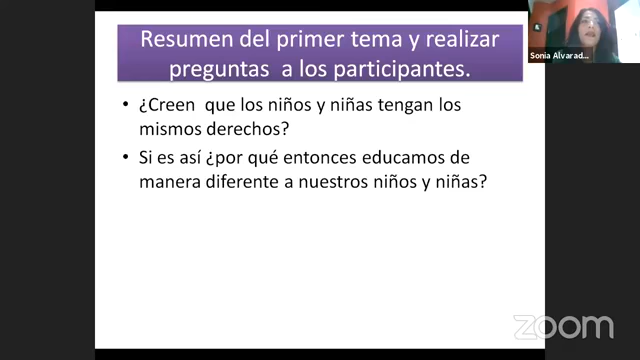 Resumen del primer tema y realizar
preguntas a los participantes.
• ¿Creen que los niños y niñas tengan los
mismos derechos?
• Si es así ¿por qué entonces educamos de
manera diferente a nuestros niños y niñas?
Sonia Alvarad...
zoom